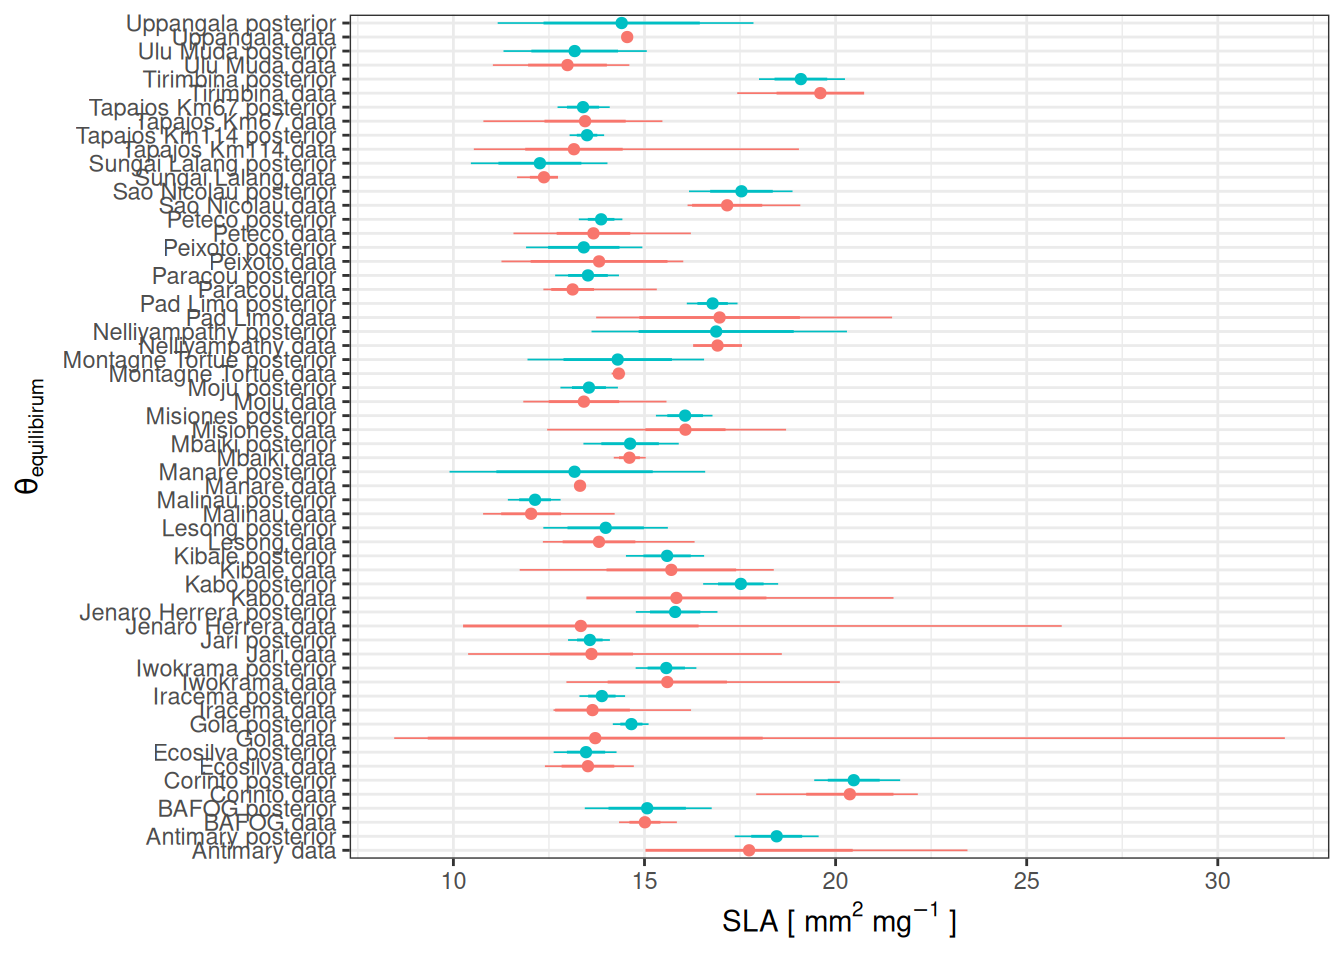 Uppangala posterior
Uppangala data
Ulu Muda posterior
Ulu Muda data
Tirimbina posterior
Tirimbina data
Tapajos Km67 posterior
Tapajos Km67 data
Tapajos Km114 posterior
Tapajos Km114 data
Sungai Lalang posterior
Sungai Lalang data
Sao Nicolau posterior
Sao Nicolau data
Peteco posterior
Peteco data
Peixoto posterior
Peixoto data
Paracou posterior
Paracou data
Pad Limo posterior
Pad Limo data
Nelliyampathy posterior
Nelliyampathy data
Montagne Tortue posterior
Montagne Tortue data
Moju posterior
Moju data
Misiones posterior
Misiones data
Mbaiki posterior
Mbaiki data
Manare posterior
Manare data
Malinau posterior
Malinau data
Lesong posterior
Lesong data
Kibale posterior
Kibale data
Kabo posterior
Kabo data
Jenaro Herrera posterior
Jenaro Herrera data
Jari posterior
Jari data
Iwokrama posterior
Iwokrama data
Iracema posterior
Iracema data
Gola posterior
Gola data
Ecosilva posterior
Ecosilva data
Corinto posterior
Corinto data
BAFOG posterior
BAFOG data
Antimary posterior
Antimary data
θequilibirum
10 15 20 25 30
SLA [ mm² mg⁻¹ ]